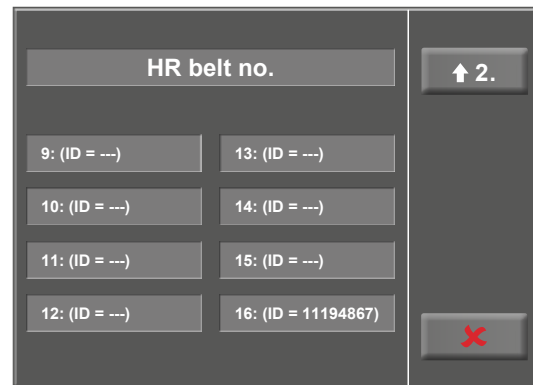 HR belt no.
2.
9: (ID = ---)
13: (ID = ---)
10: (ID = ---)
14: (ID = ---)
11: (ID = ---)
15: (ID = ---)
12: (ID = ---)
16: (ID = 11194867)